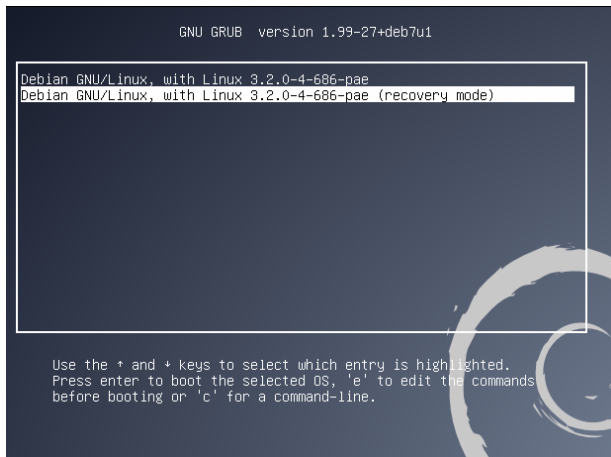 GNU GRUB  version 1.99-27+deb7u1
Debian GNU/Linux, with Linux 3.2.0-4-686-pae
Debian GNU/Linux, with Linux 3.2.0-4-686-pae (recovery mode)
Use the ↑ and ↓ keys to select which entry is highlighted.
Press enter to boot the selected OS, 'e' to edit the commands
before booting or 'c' for a command-line.